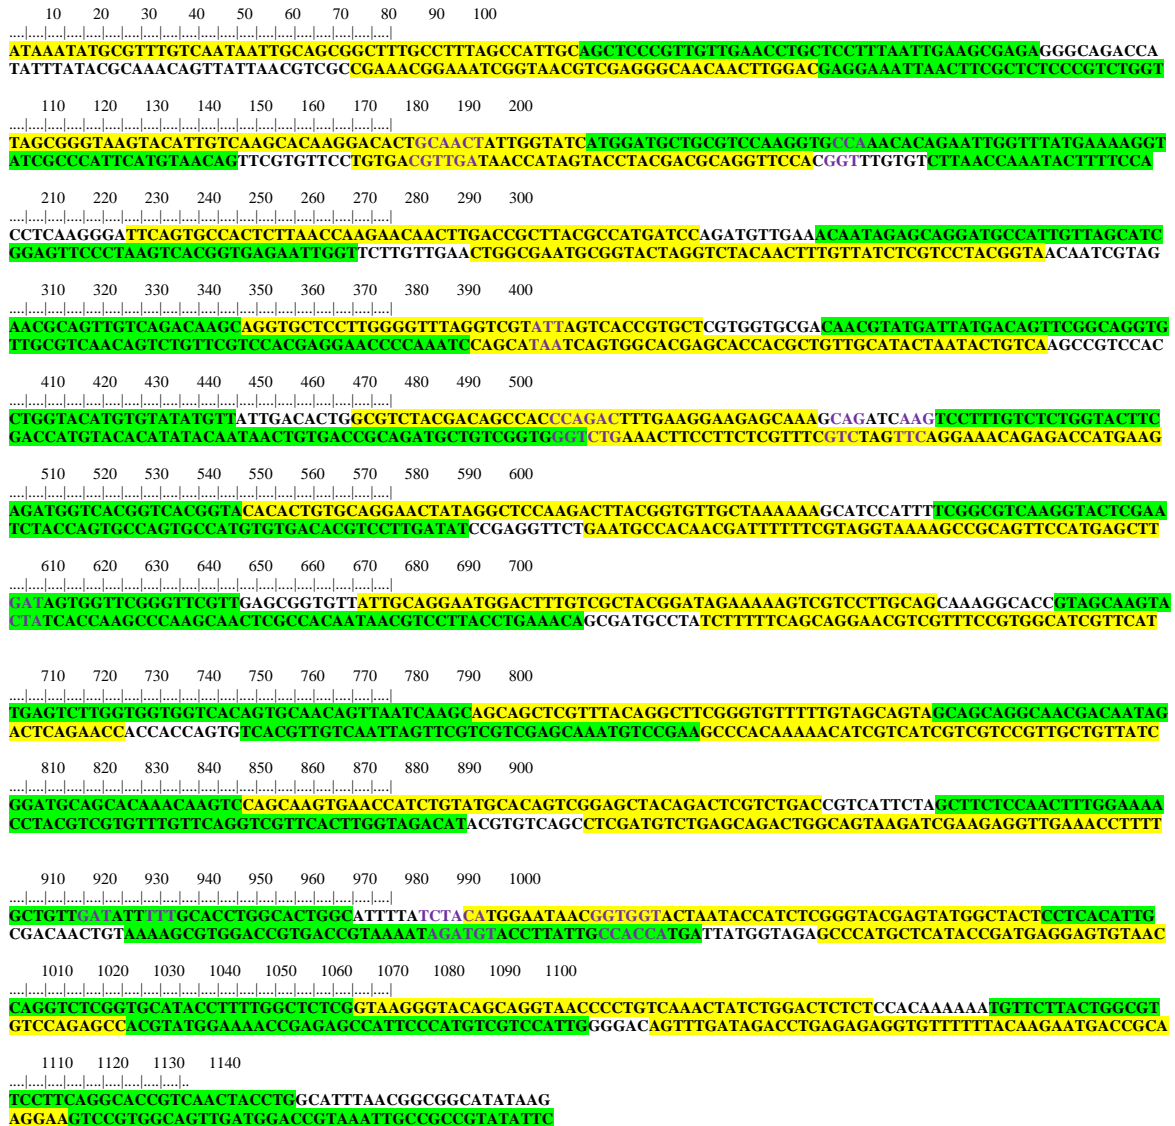 10 20 30 40 50 60 70 80 90 100
....|....|....|....|....|....|....|....|....|....|....|....|....|....|....|....|....|....|....|....|
ATAAATATGCGTTTGTCAATAATTGCAGCGGCTTTGCCTTTAGCCATTGCAGCTCCCGTTGTTGAACCTGCTCCTTTAATTGAAGCGAGAGGGCAGACCA
TATTTATACGCAAACAGTTATTAACGTCGCCGAAACGGAAATCGGTAACGTCGAGGGCAACAACTTGGACGAGGAAATTAACTTCGCTCTCCCGTCTGGT
110 120 130 140 150 160 170 180 190 200
....|....|....|....|....|....|....|....|....|....|....|....|....|....|....|....|....|....|....|....|
TAGCGGGTAAGTACATTGTCAAGCACAAGGACACTGCAACTATTGGTATCATGGATGCTGCGTCCAAGGTGCCAAACACAGAATTGGTTTATGAAAAGGT
ATCGCCCATTCATGTAACAGTTCGTGTTCCTGTGACGTTGATAACCATAGTACCTACGACGCAGGTTCCACGGTTTGTGTCTTAACCAAATACTTTTCCA
210 220 230 240 250 260 270 280 290 300
....|....|....|....|....|....|....|....|....|....|....|....|....|....|....|....|....|....|....|....|
CCTCAAGGGATTCAGTGCCACTCTTAACCAAGAACAACTTGACCGCTTACGCCATGATCCAGATGTTGAAACAATAGAGCAGGATGCCATTGTTAGCATC
GGAGTTCCCTAAGTCACGGTGAGAATTGGTTCTTGTTGAACTGGCGAATGCGGTACTAGGTCTACAACTTTGTTATCTCGTCCTACGGTAACAATCGTAG
310 320 330 340 350 360 370 380 390 400
....|....|....|....|....|....|....|....|....|....|....|....|....|....|....|....|....|....|....|....|
AACGCAGTTGTCAGACAAGCAGGTGCTCCTTGGGGTTTAGGTCGTATTAGTCACCGTGCTCGTGGTGCGACAACGTATGATTATGACAGTTCGGCAGGTG
TTGCGTCAACAGTCTGTTCGTCCACGAGGAACCCCAAATCCAGCATAATCAGTGGCACGAGCACCACGCTGTTGCATACTAATACTGTCAAGCCGTCCAC
410 420 430 440 450 460 470 480 490 500
....|....|....|....|....|....|....|....|....|....|....|....|....|....|....|....|....|....|....|....|
CTGGTACATGTGTATATGTTATTGACACTGGCGTCTACGACAGCCACCCAGACTTTGAAGGAAGAGCAAAGCAGATCAAGTCCTTTGTCTCTGGTACTTC
GACCATGTACACATATACAATAACTGTGACCGCAGATGCTGTCGGTGGGTCTGAAACTTCCTTCTCGTTTCGTCTAGTTCAGGAAACAGAGACCATGAAG
510 520 530 540 550 560 570 580 590 600
....|....|....|....|....|....|....|....|....|....|....|....|....|....|....|....|....|....|....|....|
AGATGGTCACGGTCACGGTACACACTGTGCAGGAACTATAGGCTCCAAGACTTACGGTGTTGCTAAAAAAGCATCCATTTTCGGCGTCAAGGTACTCGAA
TCTACCAGTGCCAGTGCCATGTGTGACACGTCCTTGATATCCGAGGTTCTGAATGCCACAACGATTTTTTCGTAGGTAAAAGCCGCAGTTCCATGAGCTT
610 620 630 640 650 660 670 680 690 700
....|....|....|....|....|....|....|....|....|....|....|....|....|....|....|....|....|....|....|....|
GATAGTGGTTCGGGTTCGTTGAGCGGTGTTATTGCAGGAATGGACTTTGTCGCTACGGATAGAAAAAGTCGTCCTTGCAGCAAAGGCACCGTAGCAAGTA
CTATCACCAAGCCCAAGCAACTCGCCACAATAACGTCCTTACCTGAAACAGCGATGCCTATCTTTTTCAGCAGGAACGTCGTTTCCGTGGCATCGTTCAT
710 720 730 740 750 760 770 780 790 800
....|....|....|....|....|....|....|....|....|....|....|....|....|....|....|....|....|....|....|....|
TGAGTCTTGGTGGTGGTCACAGTGCAACAGTTAATCAAGCAGCAGCTCGTTTACAGGCTTCGGGTGTTTTTGTAGCAGTAGCAGCAGGCAACGACAATAG
ACTCAGAACCACCACCAGTGTCACGTTGTCAATTAGTTCGTCGTCGAGCAAATGTCCGAAGCCCACAAAAACATCGTCATCGTCGTCCGTTGCTGTTATC
810 820 830 840 850 860 870 880 890 900
....|....|....|....|....|....|....|....|....|....|....|....|....|....|....|....|....|....|....|....|
GGATGCAGCACAAACAAGTCCAGCAAGTGAACCATCTGTATGCACAGTCGGAGCTACAGACTCGTCTGACCGTCATTCTAGCTTCTCCAACTTTGGAAAA
CCTACGTCGTGTTTGTTCAGGTCGTTCACTTGGTAGACATACGTGTCAGCCTCGATGTCTGAGCAGACTGGCAGTAAGATCGAAGAGGTTGAAACCTTTT
910 920 930 940 950 960 970 980 990 1000
....|....|....|....|....|....|....|....|....|....|....|....|....|....|....|....|....|....|....|....|
GCTGTTGATATTTTTGCACCTGGCACTGGCATTTTATCTACATGGAATAACGGTGGTACTAATACCATCTCGGGTACGAGTATGGCTACTCCTCACATTG
CGACAACTGTAAAAGCGTGGACCGTGACCGTAAAATAGATGTACCTTATTGCCACCATGATTATGGTAGAGCCCATGCTCATACCGATGAGGAGTGTAAC
1010 1020 1030 1040 1050 1060 1070 1080 1090 1100
....|....|....|....|....|....|....|....|....|....|....|....|....|....|....|....|....|....|....|....|
CAGGTCTCGGTGCATACCTTTTGGCTCTCGGTAAGGGTACAGCAGGTAACCCCTGTCAAACTATCTGGACTCTCTCCACAAAAAATGTTCTTACTGGCGT
GTCCAGAGCCACGTATGGAAAACCGAGAGCCATTCCCATGTCGTCCATTGGGGACAGTTTGATAGACCTGAGAGAGGTGTTTTTTACAAGAATGACCGCA
1110 1120 1130 1140
....|....|....|....|....|....|....|....|..
TCCTTCAGGCACCGTCAACTACCTGGCATTTAACGGCGGCATATAAG
AGGAAGTCCGTGGCAGTTGATGGACCGTAAATTGCCGCCGTATATTC